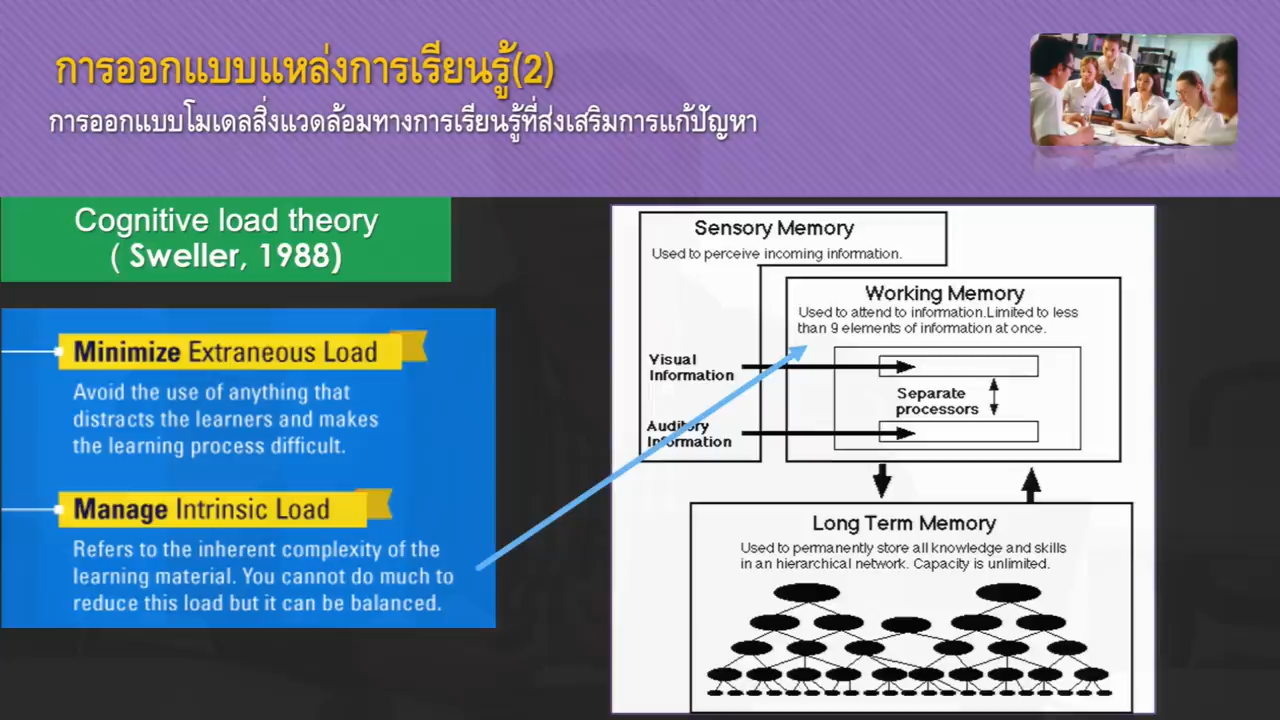 การออกแบบแหล่งการเรียนรู้(2)
การออกแบบโมเดลสิ่งแวดล้อมทางการเรียนรู้ที่ส่งเสริมการแก้ปัญหา
Cognitive load theory
( Sweller, 1988)
Minimize Extraneous Load
Avoid the use of anything that
distracts the learners and makes
the learning process difficult.
Manage Intrinsic Load
Refers to the inherent complexity of the
learning material. You cannot do much to
reduce this load but it can be balanced.
Sensory Memory
Used to perceive incoming information.
Working Memory
Used to attend to information.Limited to less
than 9 elements of information at once.
Visual
Information
Separate
processors
Auditory
Information
Long Term Memory
Used to permanently store all knowledge and skills
in an hierarchical network. Capacity is unlimited.